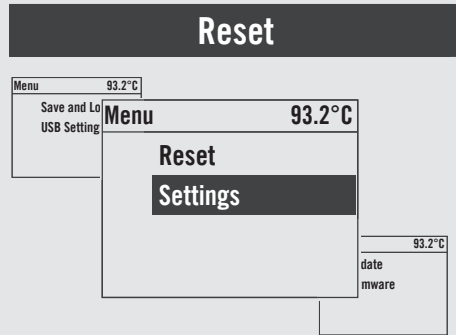 Reset
Menu 93.2°C
Save and Lo
USB Setting
Menu 93.2°C
Reset
Settings
93.2°C
date
mware